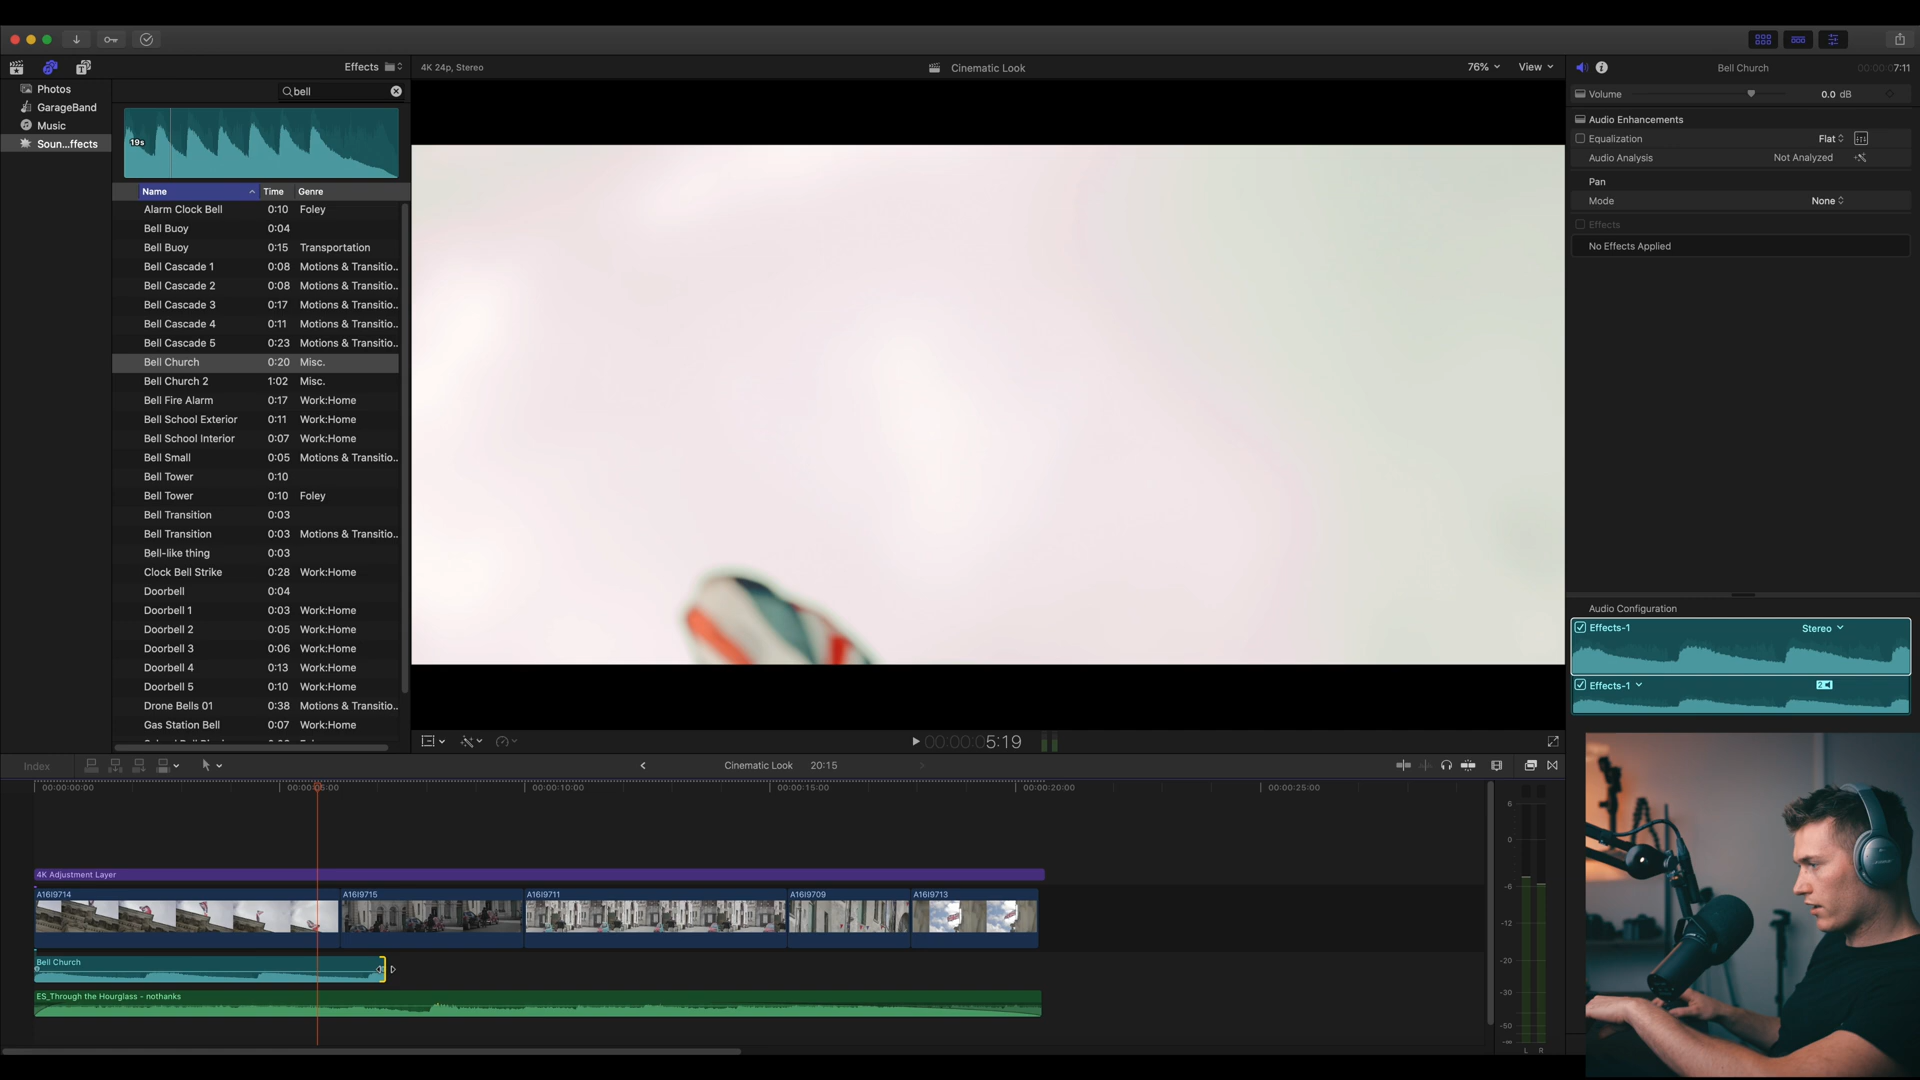 Effects
4K 24p, Stereo
Cinematic Look
76%
View
Bell Church
00:00:00:07:11
Photos
GarageBand
Music
Soun...ffects
bell
19s
Volume
0.0 dB
Audio Enhancements
Equalization
Flat
Audio Analysis
Not Analyzed
Pan
Mode
None
Effects
No Effects Applied
Name Time Genre
Alarm Clock Bell 0:10 Foley
Bell Buoy 0:04
Bell Buoy 0:15 Transportation
Bell Cascade 1 0:08 Motions & Transitio..
Bell Cascade 2 0:08 Motions & Transitio..
Bell Cascade 3 0:17 Motions & Transitio..
Bell Cascade 4 0:11 Motions & Transitio..
Bell Cascade 5 0:23 Motions & Transitio..
Bell Church 0:20 Misc.
Bell Church 2 1:02 Misc.
Bell Fire Alarm 0:17 Work:Home
Bell School Exterior 0:11 Work:Home
Bell School Interior 0:07 Work:Home
Bell Small 0:05 Motions & Transitio..
Bell Tower 0:10
Bell Tower 0:10 Foley
Bell Transition 0:03
Bell Transition 0:03 Motions & Transitio..
Bell-like thing 0:03
Clock Bell Strike 0:28 Work:Home
Doorbell 0:04
Doorbell 1 0:03 Work:Home
Doorbell 2 0:05 Work:Home
Doorbell 3 0:06 Work:Home
Doorbell 4 0:13 Work:Home
Doorbell 5 0:10 Work:Home
Drone Bells 01 0:38 Motions & Transitio..
Gas Station Bell 0:07 Work:Home
Audio Configuration
Effects-1
Stereo
Effects-1
2
00:00:05:19
Index
Cinematic Look
20:15
00:00:00:00
00:00:05:00
00:00:10:00
00:00:15:00
00:00:20:00
00:00:25:00
4K Adjustment Layer
A16I9714
A16I9715
A16I9711
A16I9709
A16I9713
Bell Church
ES_Through the Hourglass - nothanks
6
0
-6
-12
-20
-30
-50
-∞
L R